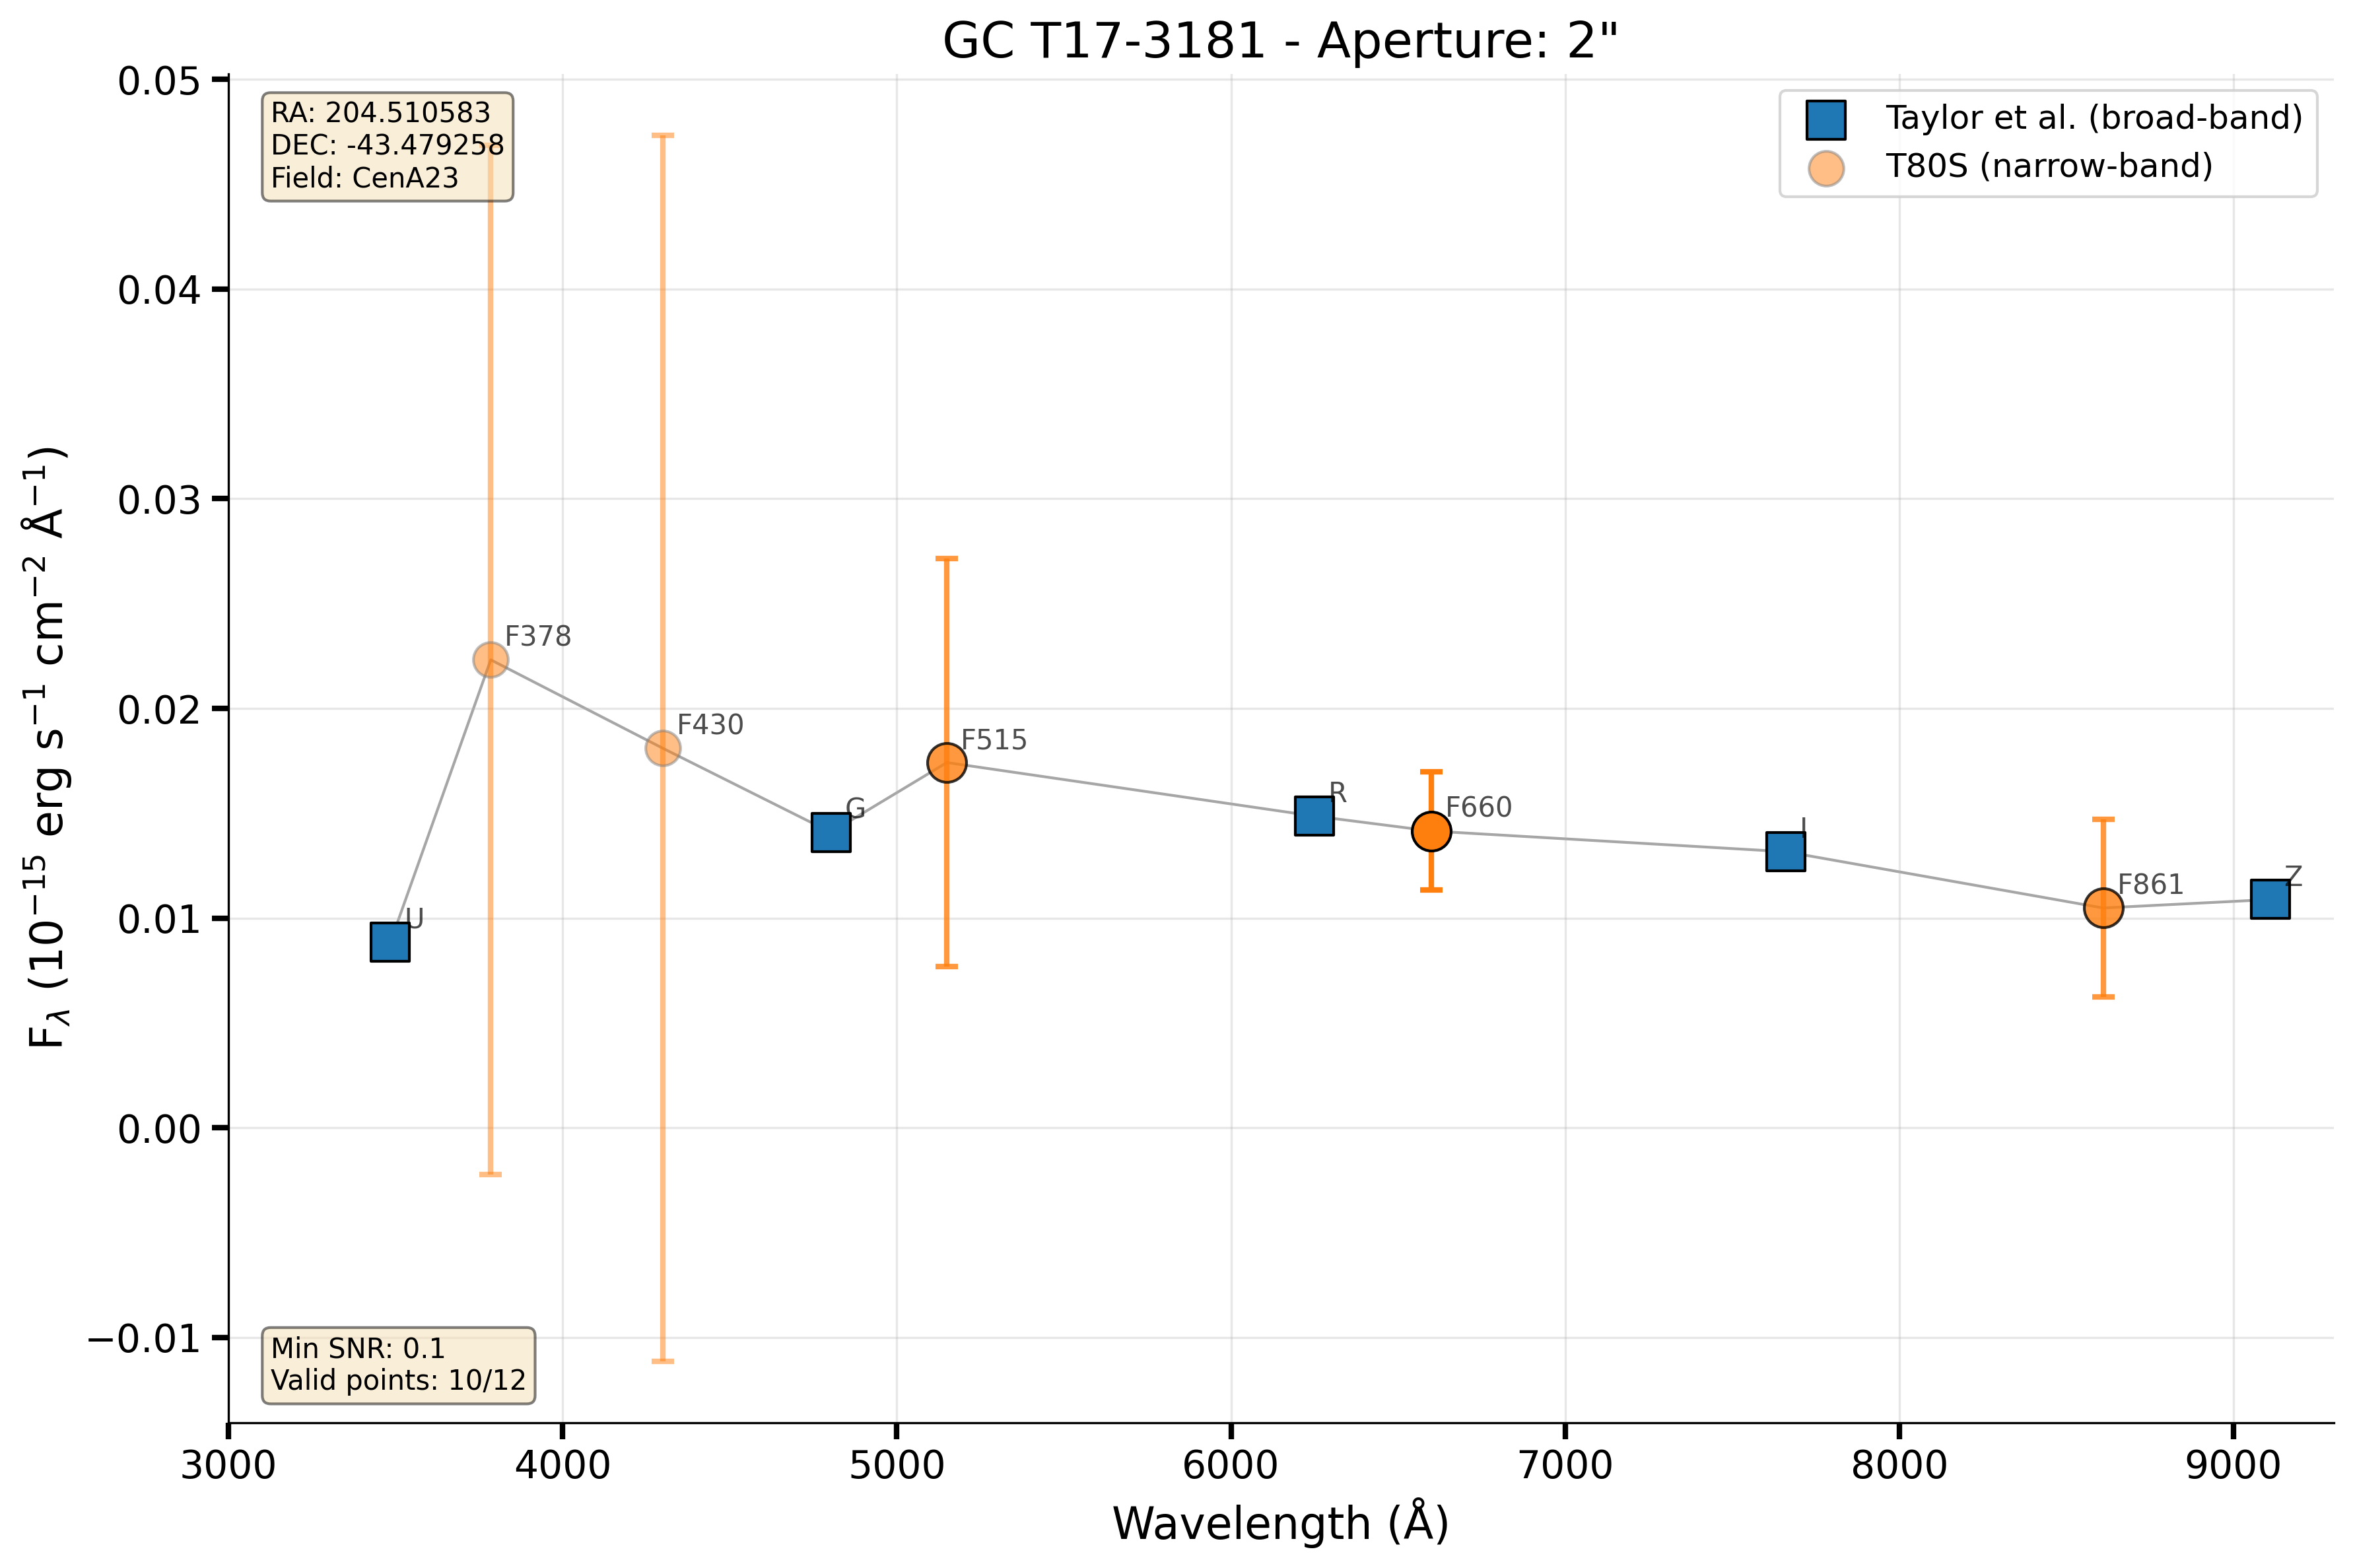 GC T17-3181 - Aperture: 2"
0.05
0.04
0.03
0.02
0.01
0.00
−0.01
F_λ (10⁻¹⁵ erg s⁻¹ cm⁻² Å⁻¹)
RA: 204.510583
DEC: -43.479258
Field: CenA23
Taylor et al. (broad-band)
T80S (narrow-band)
U
F378
F430
G
F515
R
F660
I
F861
Z
Min SNR: 0.1
Valid points: 10/12
3000 4000 5000 6000 7000 8000 9000
Wavelength (Å)